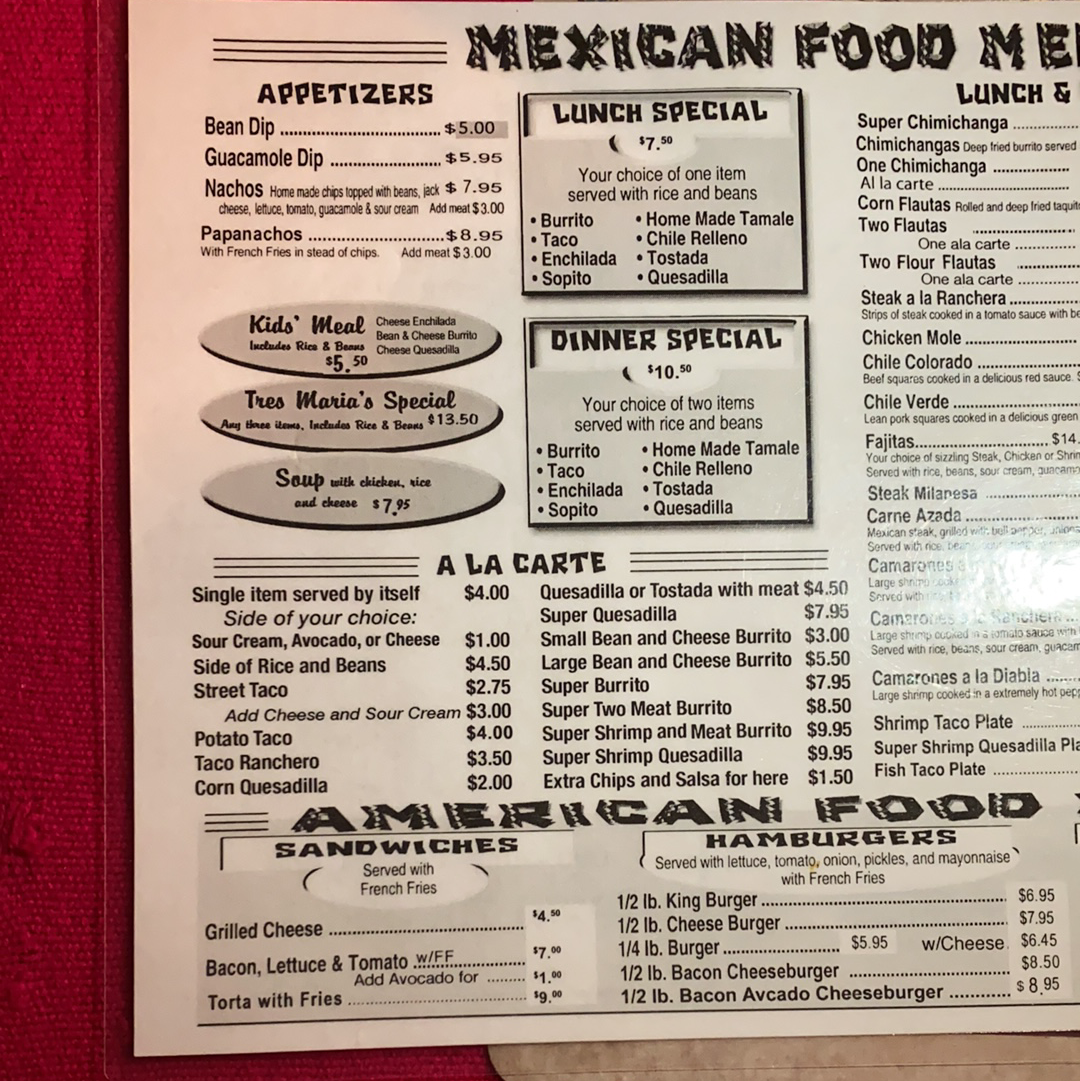 MEXICAN FOOD ME
APPETIZERS
Bean Dip .............................. $5.00
Guacamole Dip ..................... $5.95
Nachos Home made chips topped with beans, jack $ 7.95
cheese, lettuce, tomato, guacamole & sour cream Add meat $3.00
Papanachos ......................... $8.95
With French Fries in stead of chips. Add meat $3.00
Kids' Meal
Includes Rice & Beans
$5.50
Cheese Enchilada
Bean & Cheese Burrito
Cheese Quesadilla
Tres Maria's Special
Any three items, Includes Rice & Beans $13.50
Soup with chicken, rice
and cheese $7.95
LUNCH SPECIAL
$7.50
Your choice of one item
served with rice and beans
• Burrito • Home Made Tamale
• Taco • Chile Relleno
• Enchilada • Tostada
• Sopito • Quesadilla
DINNER SPECIAL
$10.50
Your choice of two items
served with rice and beans
• Burrito • Home Made Tamale
• Taco • Chile Relleno
• Enchilada • Tostada
• Sopito • Quesadilla
LUNCH &
Super Chimichanga ..............
Chimichangas Deep fried burrito served
One Chimichanga ................
Al la carte ............................
Corn Flautas Rolled and deep fried taquit
Two Flautas ......................
One ala carte .............
Two Flour Flautas .............
One ala carte .............
Steak a la Ranchera ............
Strips of steak cooked in a tomato sauce with
Chicken Mole .....................
Chile Colorado ...................
Beef squares cooked in a delicious red sauce.
Chile Verde .........................
Lean pork squares cooked in a delicious green
Fajitas............................ $14.
Your choice of sizzling Steak, Chicken or Shrim
Served with rice, beans, sour cream, guacam
Steak Milanesa ..................
Carne Azada ......................
Mexican steak, grilled with bell pepper, onions
Served with rice, beans,
Camarones a
Large shrimp cooke
Served with
Camarones a la Ranchera ...
Large shrimp cooked in a tomato sauce with
Served with rice, beans, sour cream, guacam
Camarones a la Diabla ........
Large shrimp cooked in a extremely hot pepp
Shrimp Taco Plate .............
Super Shrimp Quesadilla Pla
Fish Taco Plate ..................
A LA CARTE
Single item served by itself $4.00
Side of your choice:
Sour Cream, Avocado, or Cheese $1.00
Side of Rice and Beans $4.50
Street Taco $2.75
Add Cheese and Sour Cream $3.00
Potato Taco $4.00
Taco Ranchero $3.50
Corn Quesadilla $2.00
Quesadilla or Tostada with meat $4.50
Super Quesadilla $7.95
Small Bean and Cheese Burrito $3.00
Large Bean and Cheese Burrito $5.50
Super Burrito $7.95
Super Two Meat Burrito $8.50
Super Shrimp and Meat Burrito $9.95
Super Shrimp Quesadilla $9.95
Extra Chips and Salsa for here $1.50
AMERICAN FOOD
SANDWICHES
Served with
French Fries
Grilled Cheese .................................. $4.50
Bacon, Lettuce & Tomato w/FF............. $7.00
Add Avocado for ........ $1.00
Torta with Fries ............................... $9.00
HAMBURGERS
Served with lettuce, tomato, onion, pickles, and mayonnaise
with French Fries
1/2 lb. King Burger ................................................ $6.95
1/2 lb. Cheese Burger ........................................... $7.95
1/4 lb. Burger ...................... $5.95 w/Cheese. $6.45
1/2 lb. Bacon Cheeseburger ................................ $8.50
1/2 lb. Bacon Avcado Cheeseburger ............ $8.95